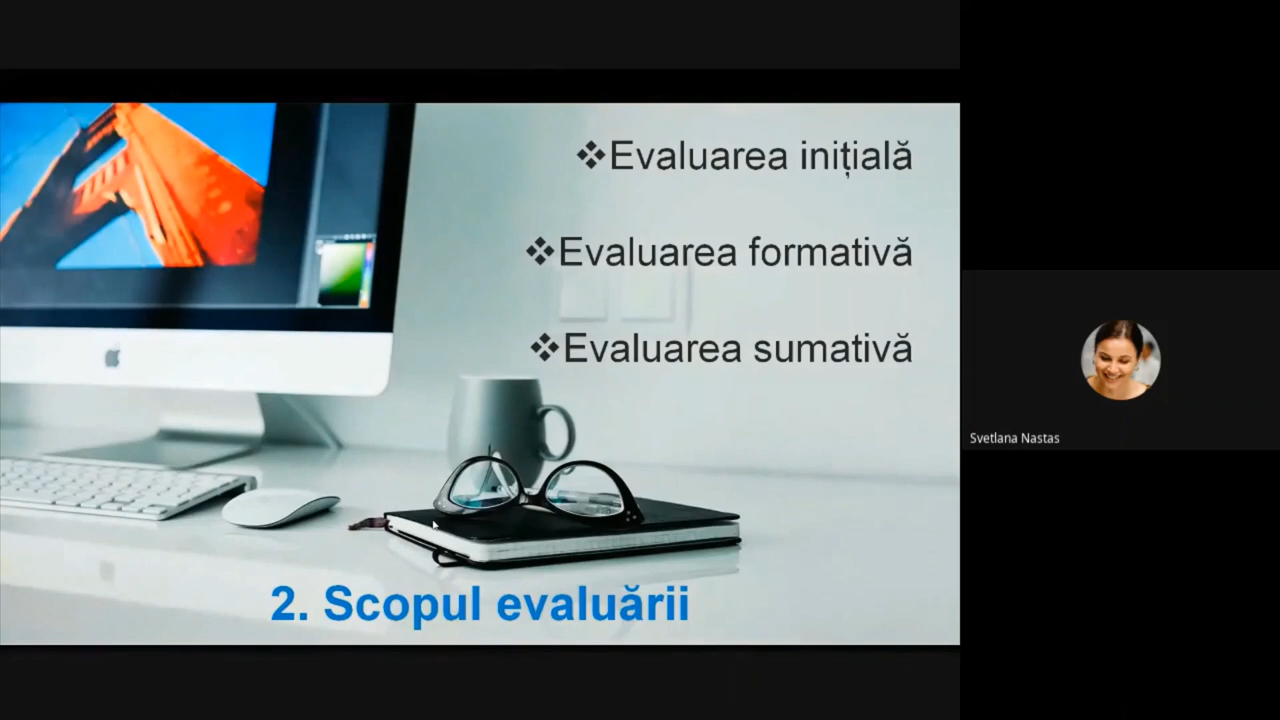 ❖Evaluarea inițială
❖Evaluarea formativă
❖Evaluarea sumativă
2. Scopul evaluării
Svetlana Nastas